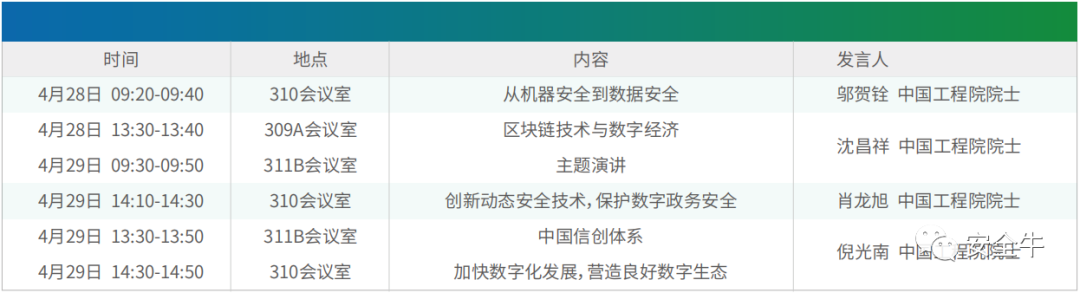 时间 地点 内容 发言人
4月28日 09:20-09:40 310会议室 从机器安全到数据安全 邬贺铨 中国工程院院士
4月28日 13:30-13:40 309A会议室 区块链技术与数字经济
沈昌祥 中国工程院院士
4月29日 09:30-09:50 311B会议室 主题演讲
4月29日 14:10-14:30 310会议室 创新动态安全技术，保护数字政务安全 肖龙旭 中国工程院院士
4月29日 13:30-13:50 311B会议室 中国信创体系
倪光南 中国工程院院士
安全牛
4月29日 14:30-14:50 310会议室 加快数字化发展，营造良好数字生态